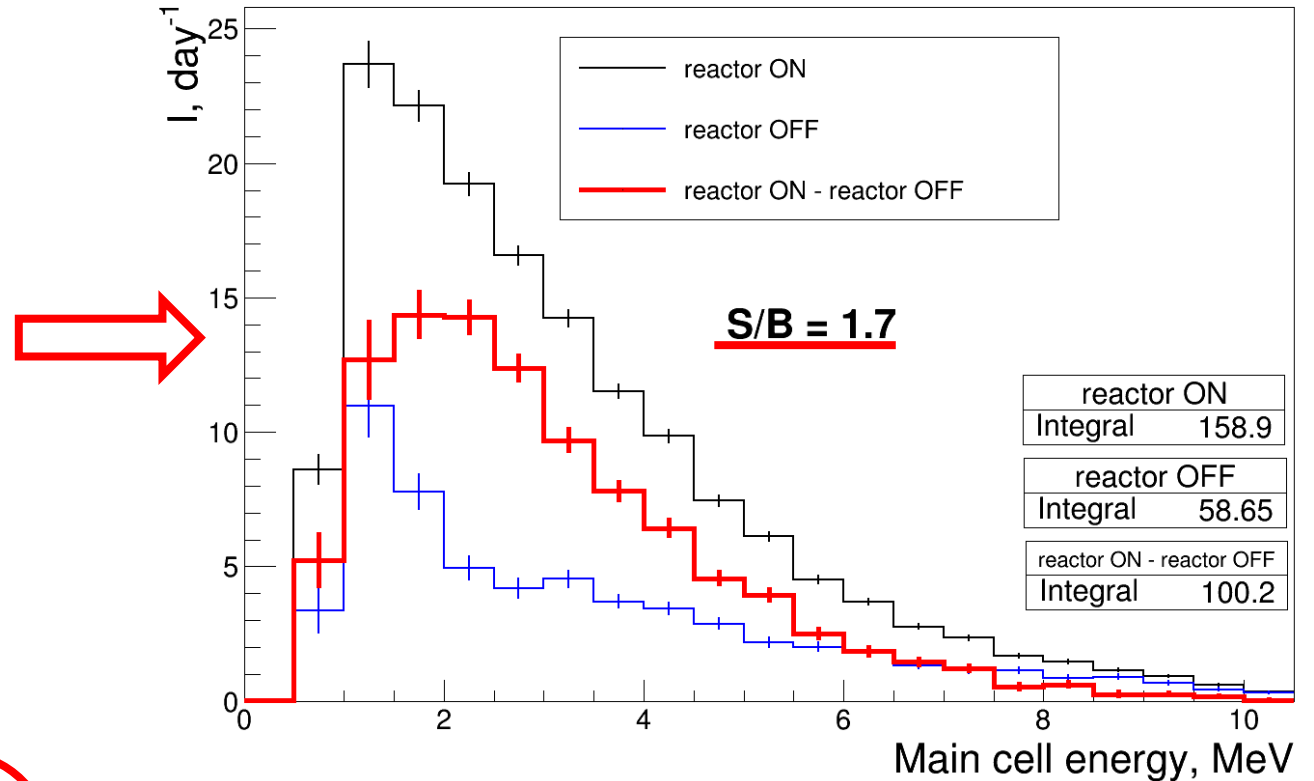 I, day⁻¹
25
20
15
10
5
0
reactor ON
reactor OFF
reactor ON - reactor OFF
S/B = 1.7
reactor ON
Integral 158.9
reactor OFF
Integral 58.65
reactor ON - reactor OFF
Integral 100.2
0 2 4 6 8 10
Main cell energy, MeV